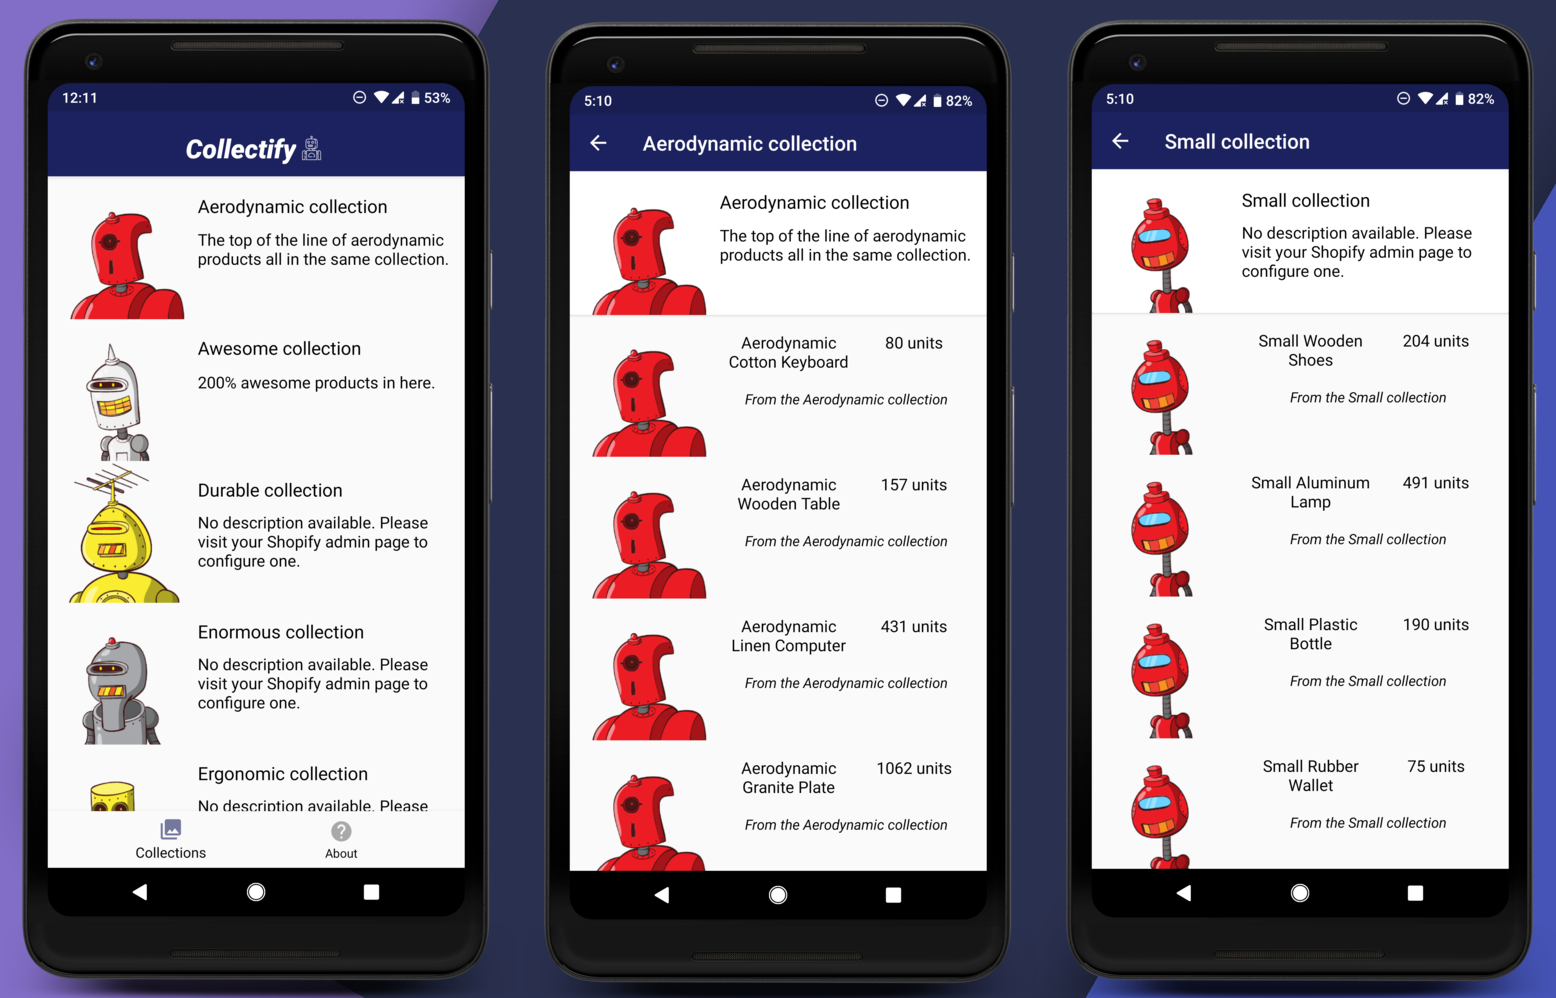 12:11
53%
Collectify
Aerodynamic collection
The top of the line of aerodynamic
products all in the same collection.
Awesome collection
200% awesome products in here.
Durable collection
No description available. Please
visit your Shopify admin page to
configure one.
Enormous collection
No description available. Please
visit your Shopify admin page to
configure one.
Ergonomic collection
No description available. Please
Collections
About
5:10
82%
Aerodynamic collection
Aerodynamic collection
The top of the line of aerodynamic
products all in the same collection.
Aerodynamic
Cotton Keyboard
80 units
From the Aerodynamic collection
Aerodynamic
Wooden Table
157 units
From the Aerodynamic collection
Aerodynamic
Linen Computer
431 units
From the Aerodynamic collection
Aerodynamic
Granite Plate
1062 units
From the Aerodynamic collection
5:10
82%
Small collection
Small collection
No description available. Please
visit your Shopify admin page to
configure one.
Small Wooden
Shoes
204 units
From the Small collection
Small Aluminum
Lamp
491 units
From the Small collection
Small Plastic
Bottle
190 units
From the Small collection
Small Rubber
Wallet
75 units
From the Small collection